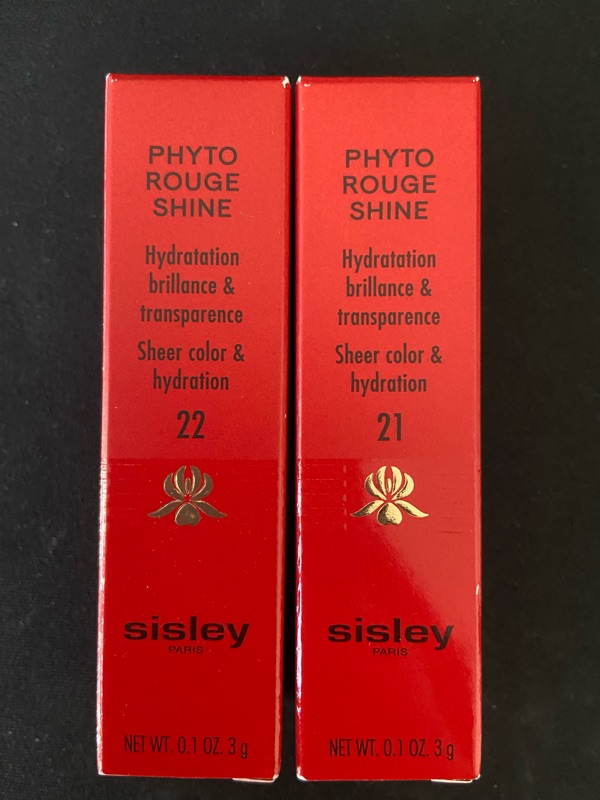 PHYTO
ROUGE
SHINE
Hydratation
brillance &
transparence
Sheer color &
hydration
22
sisley
PARIS
NET WT. 0.1 OZ. 3 g
PHYTO
ROUGE
SHINE
Hydratation
brillance &
transparence
Sheer color &
hydration
21
sisley
PARIS
NET WT. 0.1 OZ. 3 g